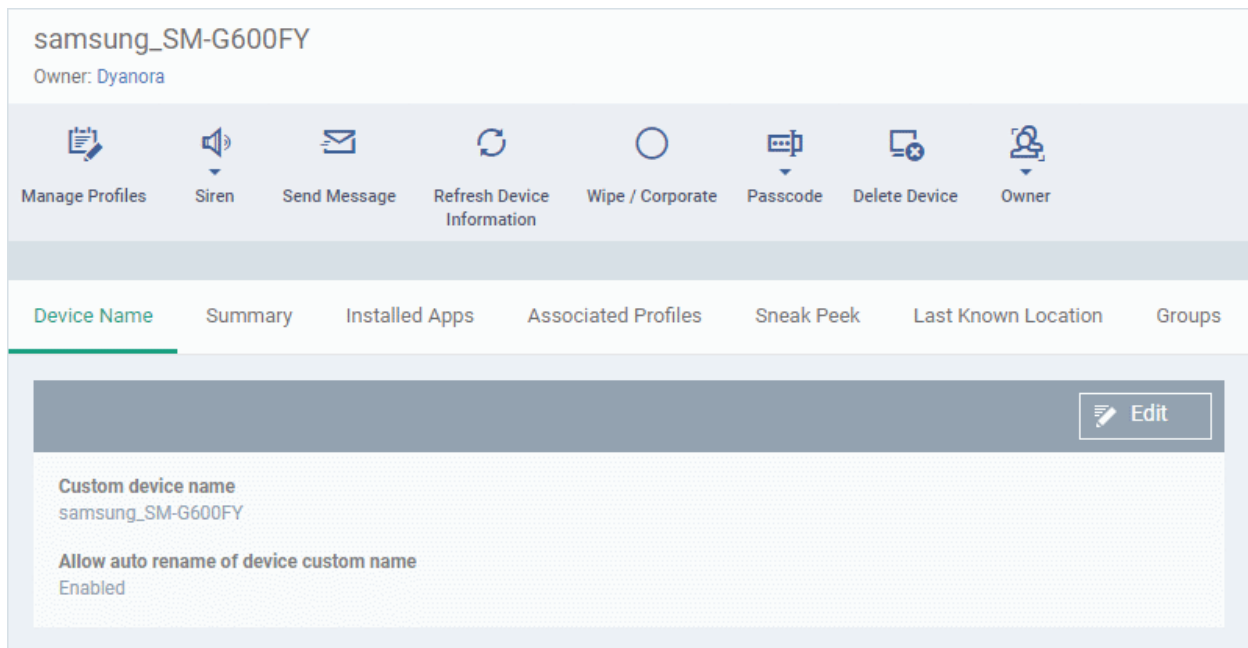 samsung_SM-G600FY
Owner: Dyanora
Manage Profiles
Siren
Send Message
Refresh Device
Information
Wipe / Corporate
Passcode
Delete Device
Owner
Device Name
Summary
Installed Apps
Associated Profiles
Sneak Peek
Last Known Location
Groups
Edit
Custom device name
samsung_SM-G600FY
Allow auto rename of device custom name
Enabled